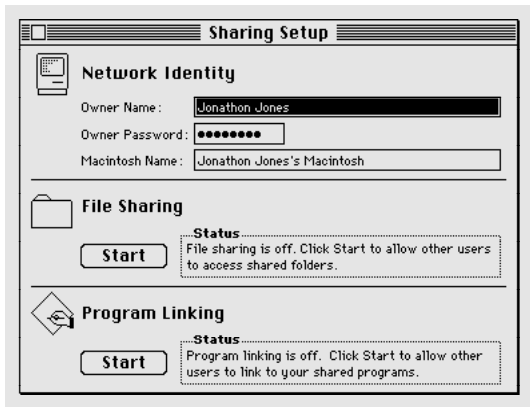 Sharing Setup
Network Identity
Owner Name:
Jonathon Jones
Owner Password:
●●●●●●●●
Macintosh Name:
Jonathon Jones's Macintosh
File Sharing
Start
Status
File sharing is off. Click Start to allow other users
to access shared folders.
Program Linking
Start
Status
Program linking is off. Click Start to allow other
users to link to your shared programs.